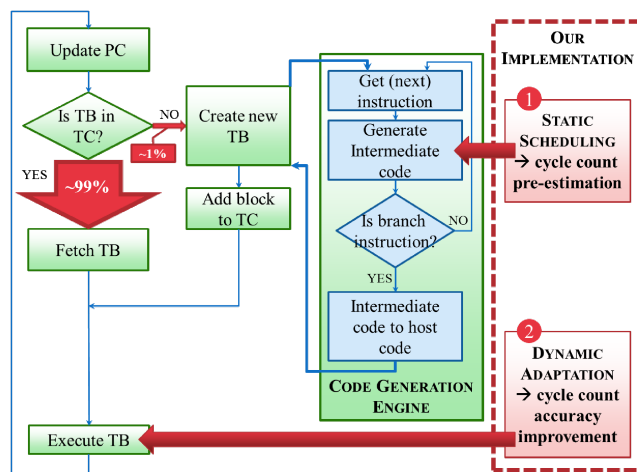 Update PC
Is TB in
TC?
NO
~1%
YES
~99%
Fetch TB
Execute TB
Create new
TB
Add block
to TC
Get (next)
instruction
Generate
Intermediate
code
Is branch
instruction?
NO
YES
Intermediate
code to host
code
CODE GENERATION
ENGINE
OUR
IMPLEMENTATION
1
STATIC
SCHEDULING
→ cycle count
pre-estimation
2
DYNAMIC
ADAPTATION
→ cycle count
accuracy
improvement